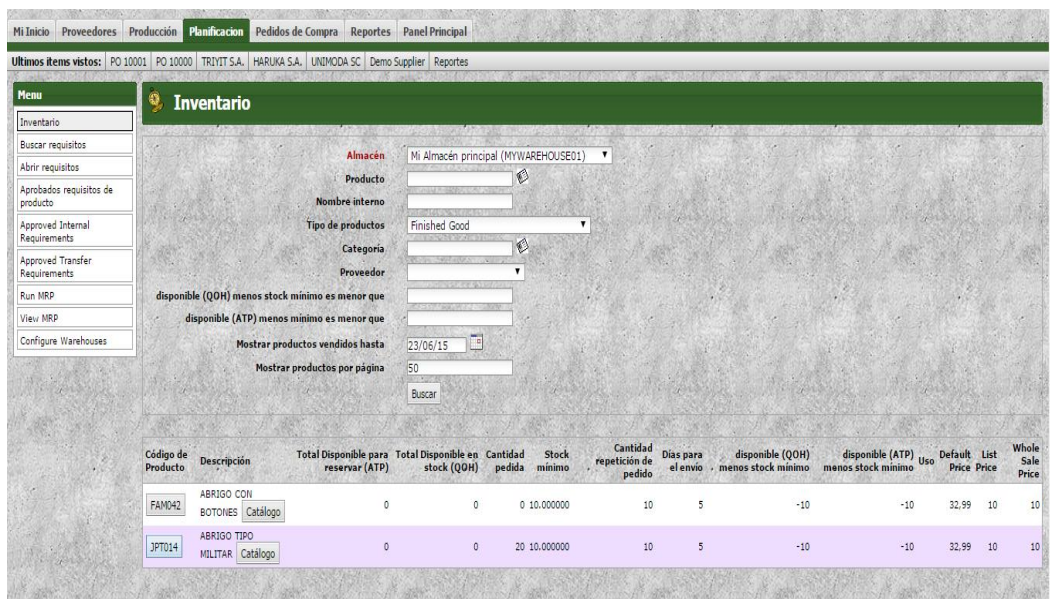 Mi Inicio Proveedores Producción Planificacion Pedidos de Compra Reportes Panel Principal
Ultimos items vistos: PO 10001 PO 10000 TRIYIT S.A. HARUKA S.A. UNIMODA SC Demo Supplier Reportes
Menu
Inventario
Buscar requisitos
Abrir requisitos
Aprobados requisitos de
producto
Approved Internal
Requirements
Approved Transfer
Requirements
Run MRP
View MRP
Configure Warehouses
Inventario
Almacén Mi Almacén principal (MYWAREHOUSE01)
Producto
Nombre interno
Tipo de productos Finished Good
Categoría
Proveedor
disponible (QOH) menos stock mínimo es menor que
disponible (ATP) menos mínimo es menor que
Mostrar productos vendidos hasta 23/06/15
Mostrar productos por página 50
Buscar
Código de Producto Descripción Total Disponible para reservar (ATP) Total Disponible en stock (QOH) Cantidad pedida Stock mínimo Cantidad repetición de pedido Días para el envío disponible (QOH) menos stock mínimo disponible (ATP) menos stock mínimo Uso Default Price List Price Whole Sale Price
FAM042 ABRIGO CON BOTONES Catálogo 0 0 0 10.000000 10 5 -10 -10 32,99 10 10
JPT014 ABRIGO TIPO MILITAR Catálogo 0 0 20 10.000000 10 5 -10 -10 32,99 10 10